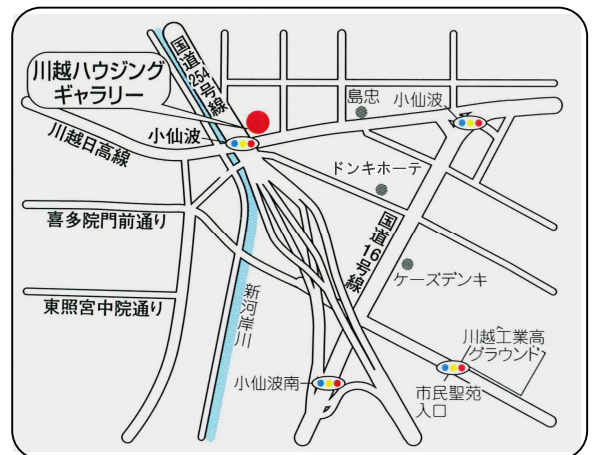 川越ハウジング
ギャラリー
国道254号線
川越日高線
小仙波
島忠
小仙波
ドンキホーテ
喜多院門前通り
国道16号線
ケーズデンキ
東照宮中院通り
新河岸川
川越工業高
グラウンド
小仙波南
市民聖苑
入口